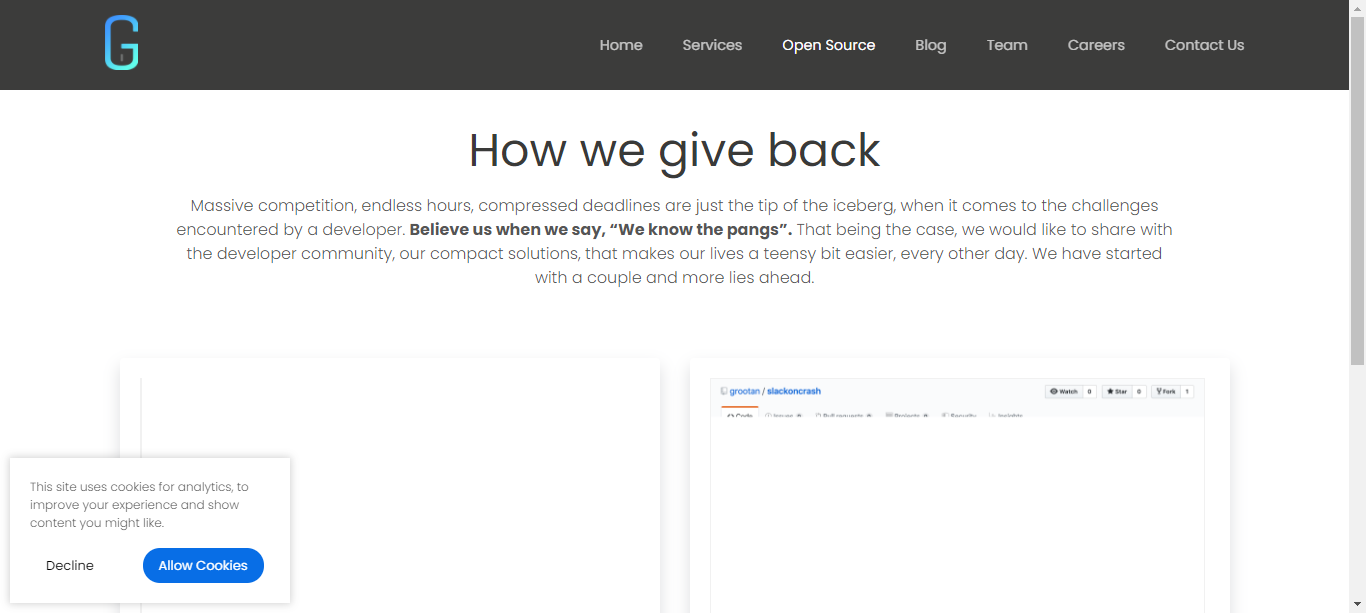 G
Home Services Open Source Blog Team Careers Contact Us
How we give back
Massive competition, endless hours, compressed deadlines are just the tip of the iceberg, when it comes to the challenges
encountered by a developer. Believe us when we say, “We know the pangs”. That being the case, we would like to share with
the developer community, our compact solutions, that makes our lives a teensy bit easier, every other day. We have started
with a couple and more lies ahead.
grootan / slackoncrash Watch 0 Star 0 Fork 1
Code Issues 0 Pull requests 0 Projects 0 Security Insights
This site uses cookies for analytics, to
improve your experience and show
content you might like.
Decline Allow Cookies